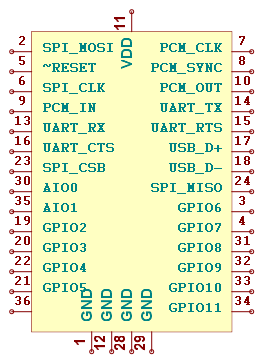 11
VDD
2 SPI_MOSI PCM_CLK 7
5 ~RESET PCM_SYNC 8
6 SPI_CLK PCM_OUT 10
9 PCM_IN UART_TX 14
13 UART_RX UART_RTS 15
16 UART_CTS USB_D+ 17
23 SPI_CSB USB_D- 18
30 AIO0 SPI_MISO 24
35 AIO1 GPIO6 3
19 GPIO2 GPIO7 4
20 GPIO3 GPIO8 31
22 GPIO4 GPIO9 32
21 GPIO5 GPIO10 33
36 GPIO11 34
GND GND GND GND
1 12 28 29